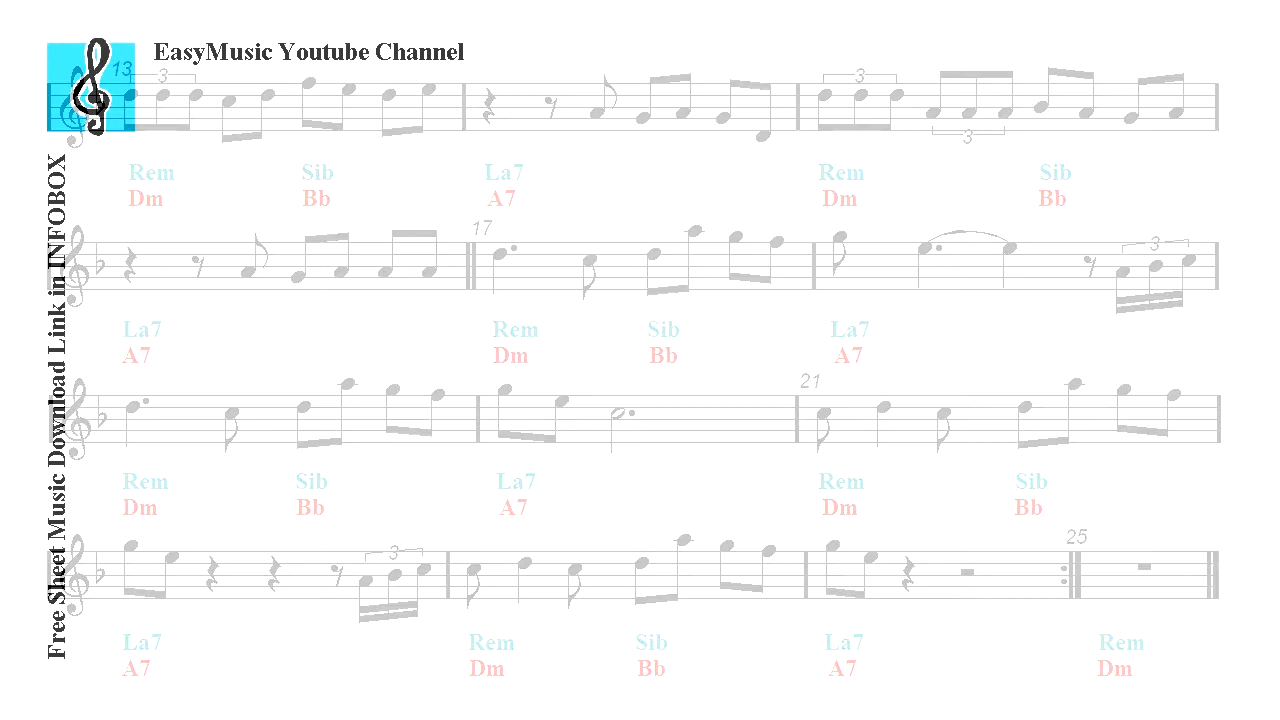 EasyMusic Youtube Channel
Free Sheet Music Download Link in INFOBOX
13 3 3 3
Rem Sib La7 Rem Sib
Dm Bb A7 Dm Bb
17 3
La7 Rem Sib La7
A7 Dm Bb A7
21
Rem Sib La7 Rem Sib
Dm Bb A7 Dm Bb
3 25
La7 Rem Sib La7 Rem
A7 Dm Bb A7 Dm